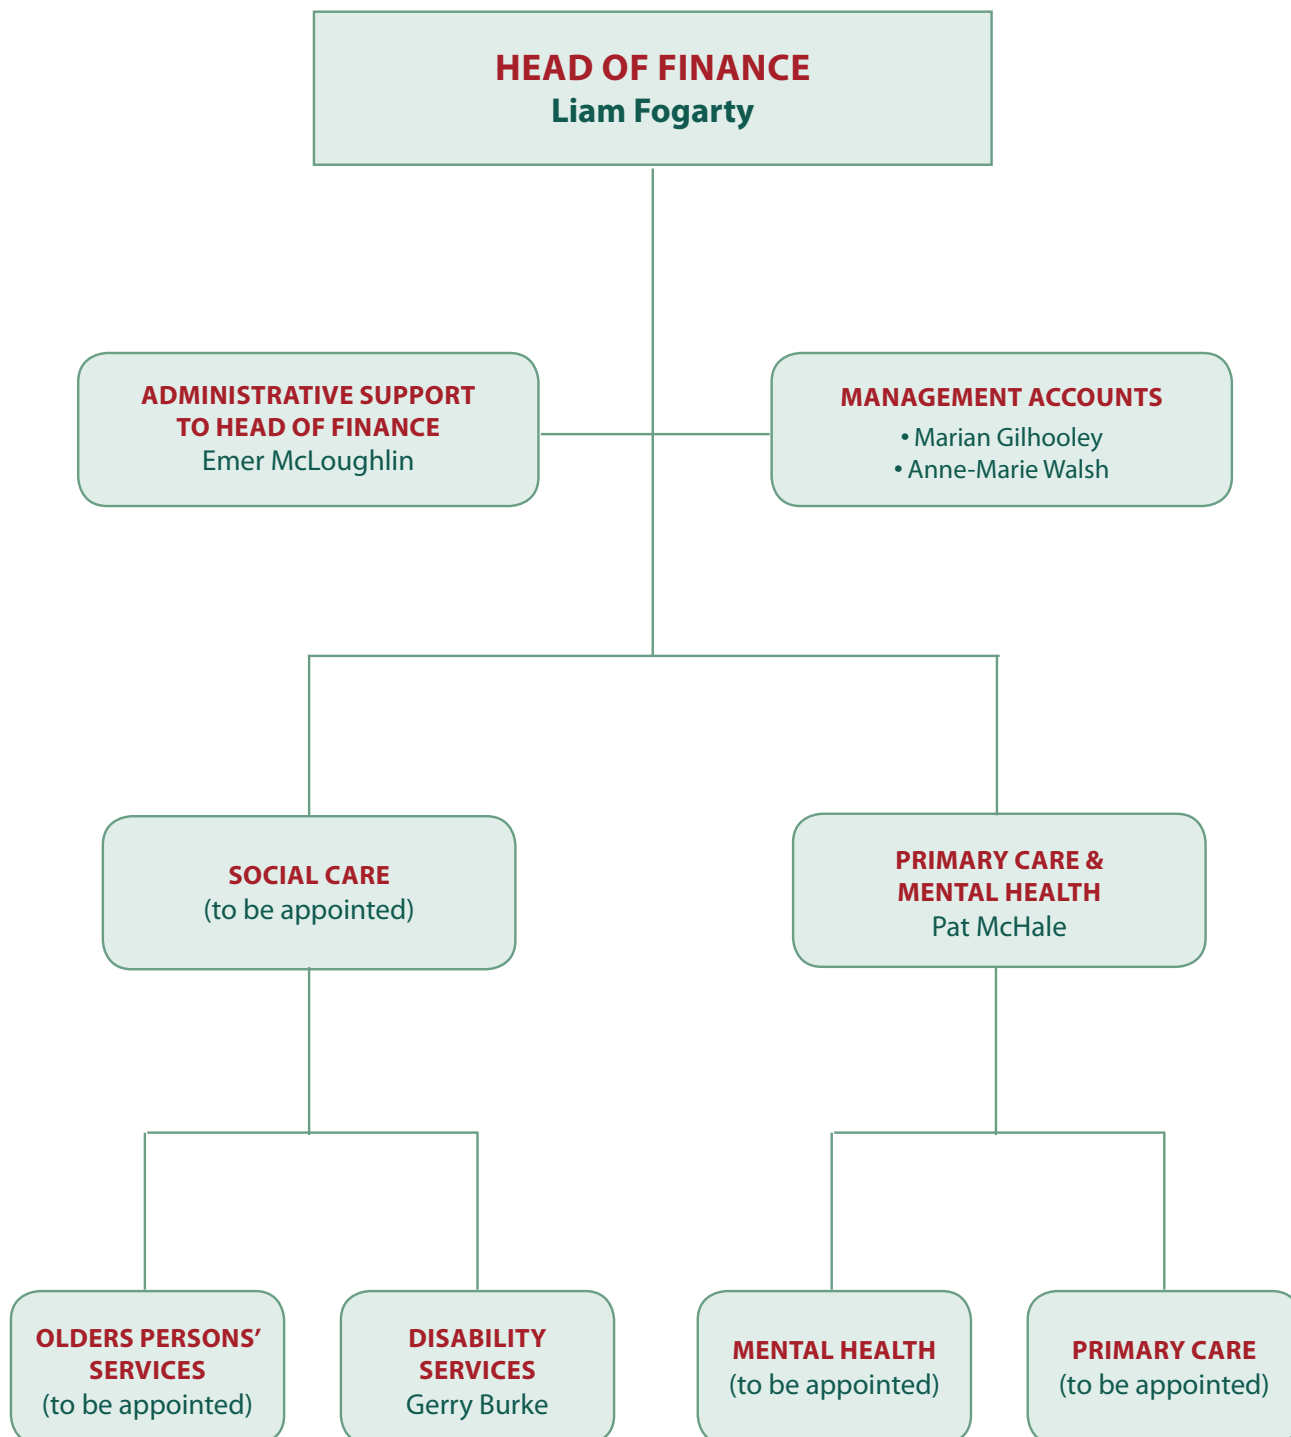 HEAD OF FINANCE
Liam Fogarty
ADMINISTRATIVE SUPPORT
TO HEAD OF FINANCE
Emer McLoughlin
MANAGEMENT ACCOUNTS
• Marian Gilhooley
• Anne-Marie Walsh
SOCIAL CARE
(to be appointed)
PRIMARY CARE &
MENTAL HEALTH
Pat McHale
OLDERS PERSONS’
SERVICES
(to be appointed)
DISABILITY
SERVICES
Gerry Burke
MENTAL HEALTH
(to be appointed)
PRIMARY CARE
(to be appointed)